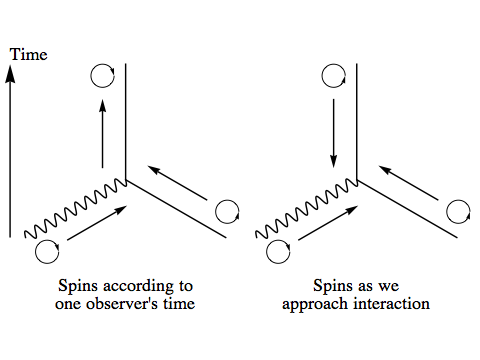 Time
Spins according to
one observer's time
Spins as we
approach interaction